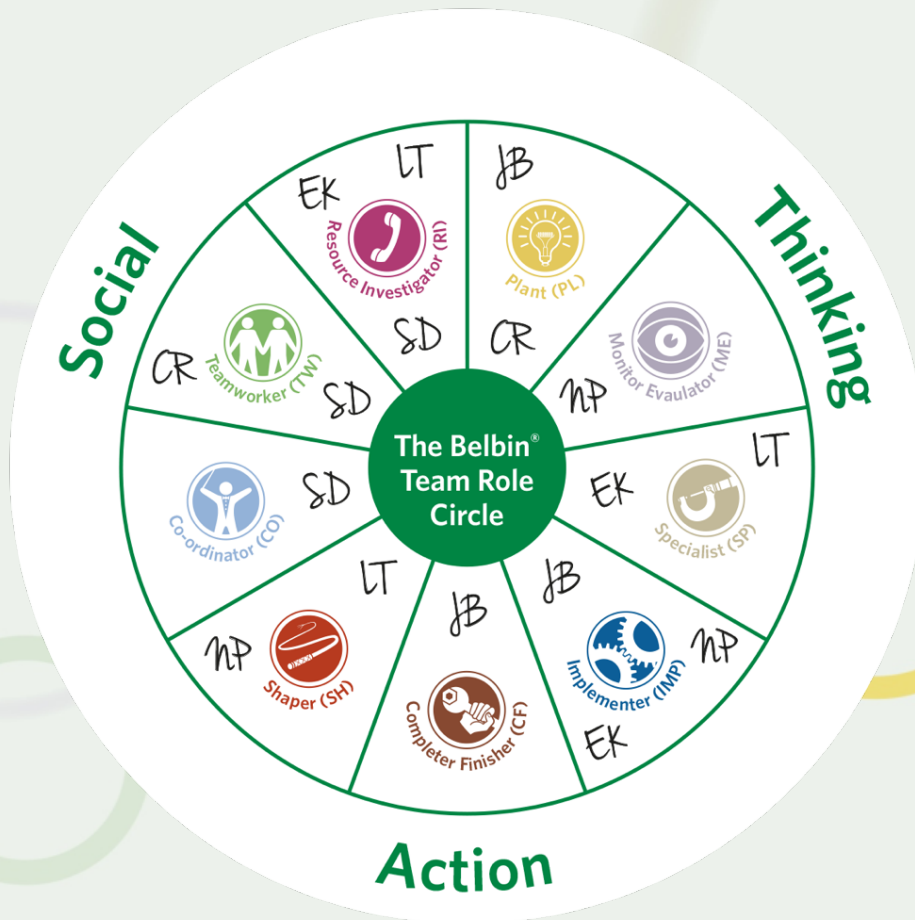 Social
Thinking
Action
The Belbin®
Team Role
Circle
EK
LT
Resource Investigator (RI)
SD
JB
Plant (PL)
CR
Monitor Evaulator (ME)
NP
LT
EK
Specialist (SP)
JB
NP
Implementer (IMP)
EK
JB
Completer Finisher (CF)
LT
NP
Shaper (SH)
SD
Co-ordinator (CO)
CR
Teamworker (TW)
SD